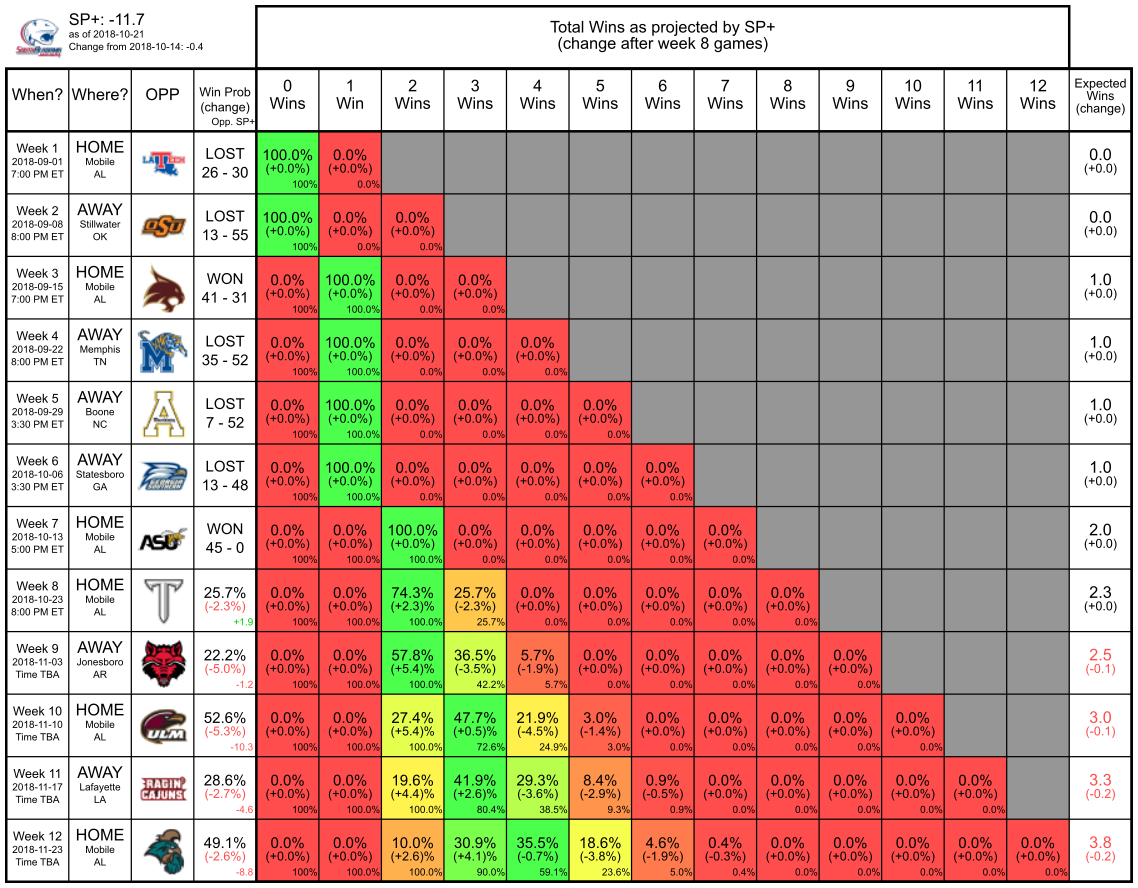 SP+: -11.7
as of 2018-10-21
Change from 2018-10-14: -0.4
Total Wins as projected by SP+
(change after week 8 games)
When? Where? OPP Win Prob (change) Opp. SP+ 0 Wins 1 Win 2 Wins 3 Wins 4 Wins 5 Wins 6 Wins 7 Wins 8 Wins 9 Wins 10 Wins 11 Wins 12 Wins Expected Wins (change)
Week 1 HOME LOST 100.0% 0.0% 0.0
2018-09-01 Mobile LA TECH 26 - 30 (+0.0%) (+0.0%) (+0.0)
7:00 PM ET AL 100% 0.0%
Week 2 AWAY LOST 100.0% 0.0% 0.0% 0.0
2018-09-08 Stillwater OSU 13 - 55 (+0.0%) (+0.0%) (+0.0%) (+0.0)
8:00 PM ET OK 100% 0.0% 0.0%
Week 3 HOME WON 0.0% 100.0% 0.0% 0.0% 1.0
2018-09-15 Mobile 41 - 31 (+0.0%) (+0.0%) (+0.0%) (+0.0%) (+0.0)
7:00 PM ET AL 100% 100.0% 0.0% 0.0%
Week 4 AWAY LOST 0.0% 100.0% 0.0% 0.0% 0.0% 1.0
2018-09-22 Memphis M 35 - 52 (+0.0%) (+0.0%) (+0.0%) (+0.0%) (+0.0%) (+0.0)
8:00 PM ET TN 100% 100.0% 0.0% 0.0% 0.0%
Week 5 AWAY LOST 0.0% 100.0% 0.0% 0.0% 0.0% 0.0% 1.0
2018-09-29 Boone A 7 - 52 (+0.0%) (+0.0%) (+0.0%) (+0.0%) (+0.0%) (+0.0%) (+0.0)
3:30 PM ET NC 100% 100.0% 0.0% 0.0% 0.0% 0.0%
Week 6 AWAY LOST 0.0% 100.0% 0.0% 0.0% 0.0% 0.0% 0.0% 1.0
2018-10-06 Statesboro GEORGIA SOUTHERN 13 - 48 (+0.0%) (+0.0%) (+0.0%) (+0.0%) (+0.0%) (+0.0%) (+0.0%) (+0.0)
3:30 PM ET GA 100% 100.0% 0.0% 0.0% 0.0% 0.0% 0.0%
Week 7 HOME WON 0.0% 0.0% 100.0% 0.0% 0.0% 0.0% 0.0% 0.0% 2.0
2018-10-13 Mobile ASU 45 - 0 (+0.0%) (+0.0%) (+0.0%) (+0.0%) (+0.0%) (+0.0%) (+0.0%) (+0.0%) (+0.0)
5:00 PM ET AL 100% 100.0% 100.0% 0.0% 0.0% 0.0% 0.0% 0.0%
Week 8 HOME 25.7% 0.0% 0.0% 74.3% 25.7% 0.0% 0.0% 0.0% 0.0% 0.0% 2.3
2018-10-23 Mobile T (-2.3%) (+0.0%) (+0.0%) (+2.3)% (-2.3%) (+0.0%) (+0.0%) (+0.0%) (+0.0%) (+0.0%) (+0.0)
8:00 PM ET AL +1.9 100% 100.0% 100.0% 25.7% 0.0% 0.0% 0.0% 0.0% 0.0%
Week 9 AWAY 22.2% 0.0% 0.0% 57.8% 36.5% 5.7% 0.0% 0.0% 0.0% 0.0% 0.0% 2.5
2018-11-03 Jonesboro (-5.0%) (+0.0%) (+0.0%) (+5.4)% (-3.5%) (-1.9%) (+0.0%) (+0.0%) (+0.0%) (+0.0%) (+0.0%) (-0.1)
Time TBA AR -1.2 100% 100.0% 100.0% 42.2% 5.7% 0.0% 0.0% 0.0% 0.0% 0.0%
Week 10 HOME 52.6% 0.0% 0.0% 27.4% 47.7% 21.9% 3.0% 0.0% 0.0% 0.0% 0.0% 0.0% 3.0
2018-11-10 Mobile ULM (-5.3%) (+0.0%) (+0.0%) (+5.4)% (+0.5)% (-4.5%) (-1.4%) (+0.0%) (+0.0%) (+0.0%) (+0.0%) (+0.0%) (-0.1)
Time TBA AL -10.3 100% 100.0% 100.0% 72.6% 24.9% 3.0% 0.0% 0.0% 0.0% 0.0% 0.0%
Week 11 AWAY 28.6% 0.0% 0.0% 19.6% 41.9% 29.3% 8.4% 0.9% 0.0% 0.0% 0.0% 0.0% 0.0% 3.3
2018-11-17 Lafayette RAGIN' CAJUNS (-2.7%) (+0.0%) (+0.0%) (+4.4)% (+2.6)% (-3.6%) (-2.9%) (-0.5%) (+0.0%) (+0.0%) (+0.0%) (+0.0%) (+0.0%) (-0.2)
Time TBA LA -4.6 100% 100.0% 100.0% 80.4% 38.5% 9.3% 0.9% 0.0% 0.0% 0.0% 0.0% 0.0%
Week 12 HOME 49.1% 0.0% 0.0% 10.0% 30.9% 35.5% 18.6% 4.6% 0.4% 0.0% 0.0% 0.0% 0.0% 0.0% 3.8
2018-11-23 Mobile (-2.6%) (+0.0%) (+0.0%) (+2.6)% (+4.1)% (-0.7%) (-3.8%) (-1.9%) (-0.3%) (+0.0%) (+0.0%) (+0.0%) (+0.0%) (+0.0%) (-0.2)
Time TBA AL -8.8 100% 100.0% 100.0% 90.0% 59.1% 23.6% 5.0% 0.4% 0.0% 0.0% 0.0% 0.0% 0.0%